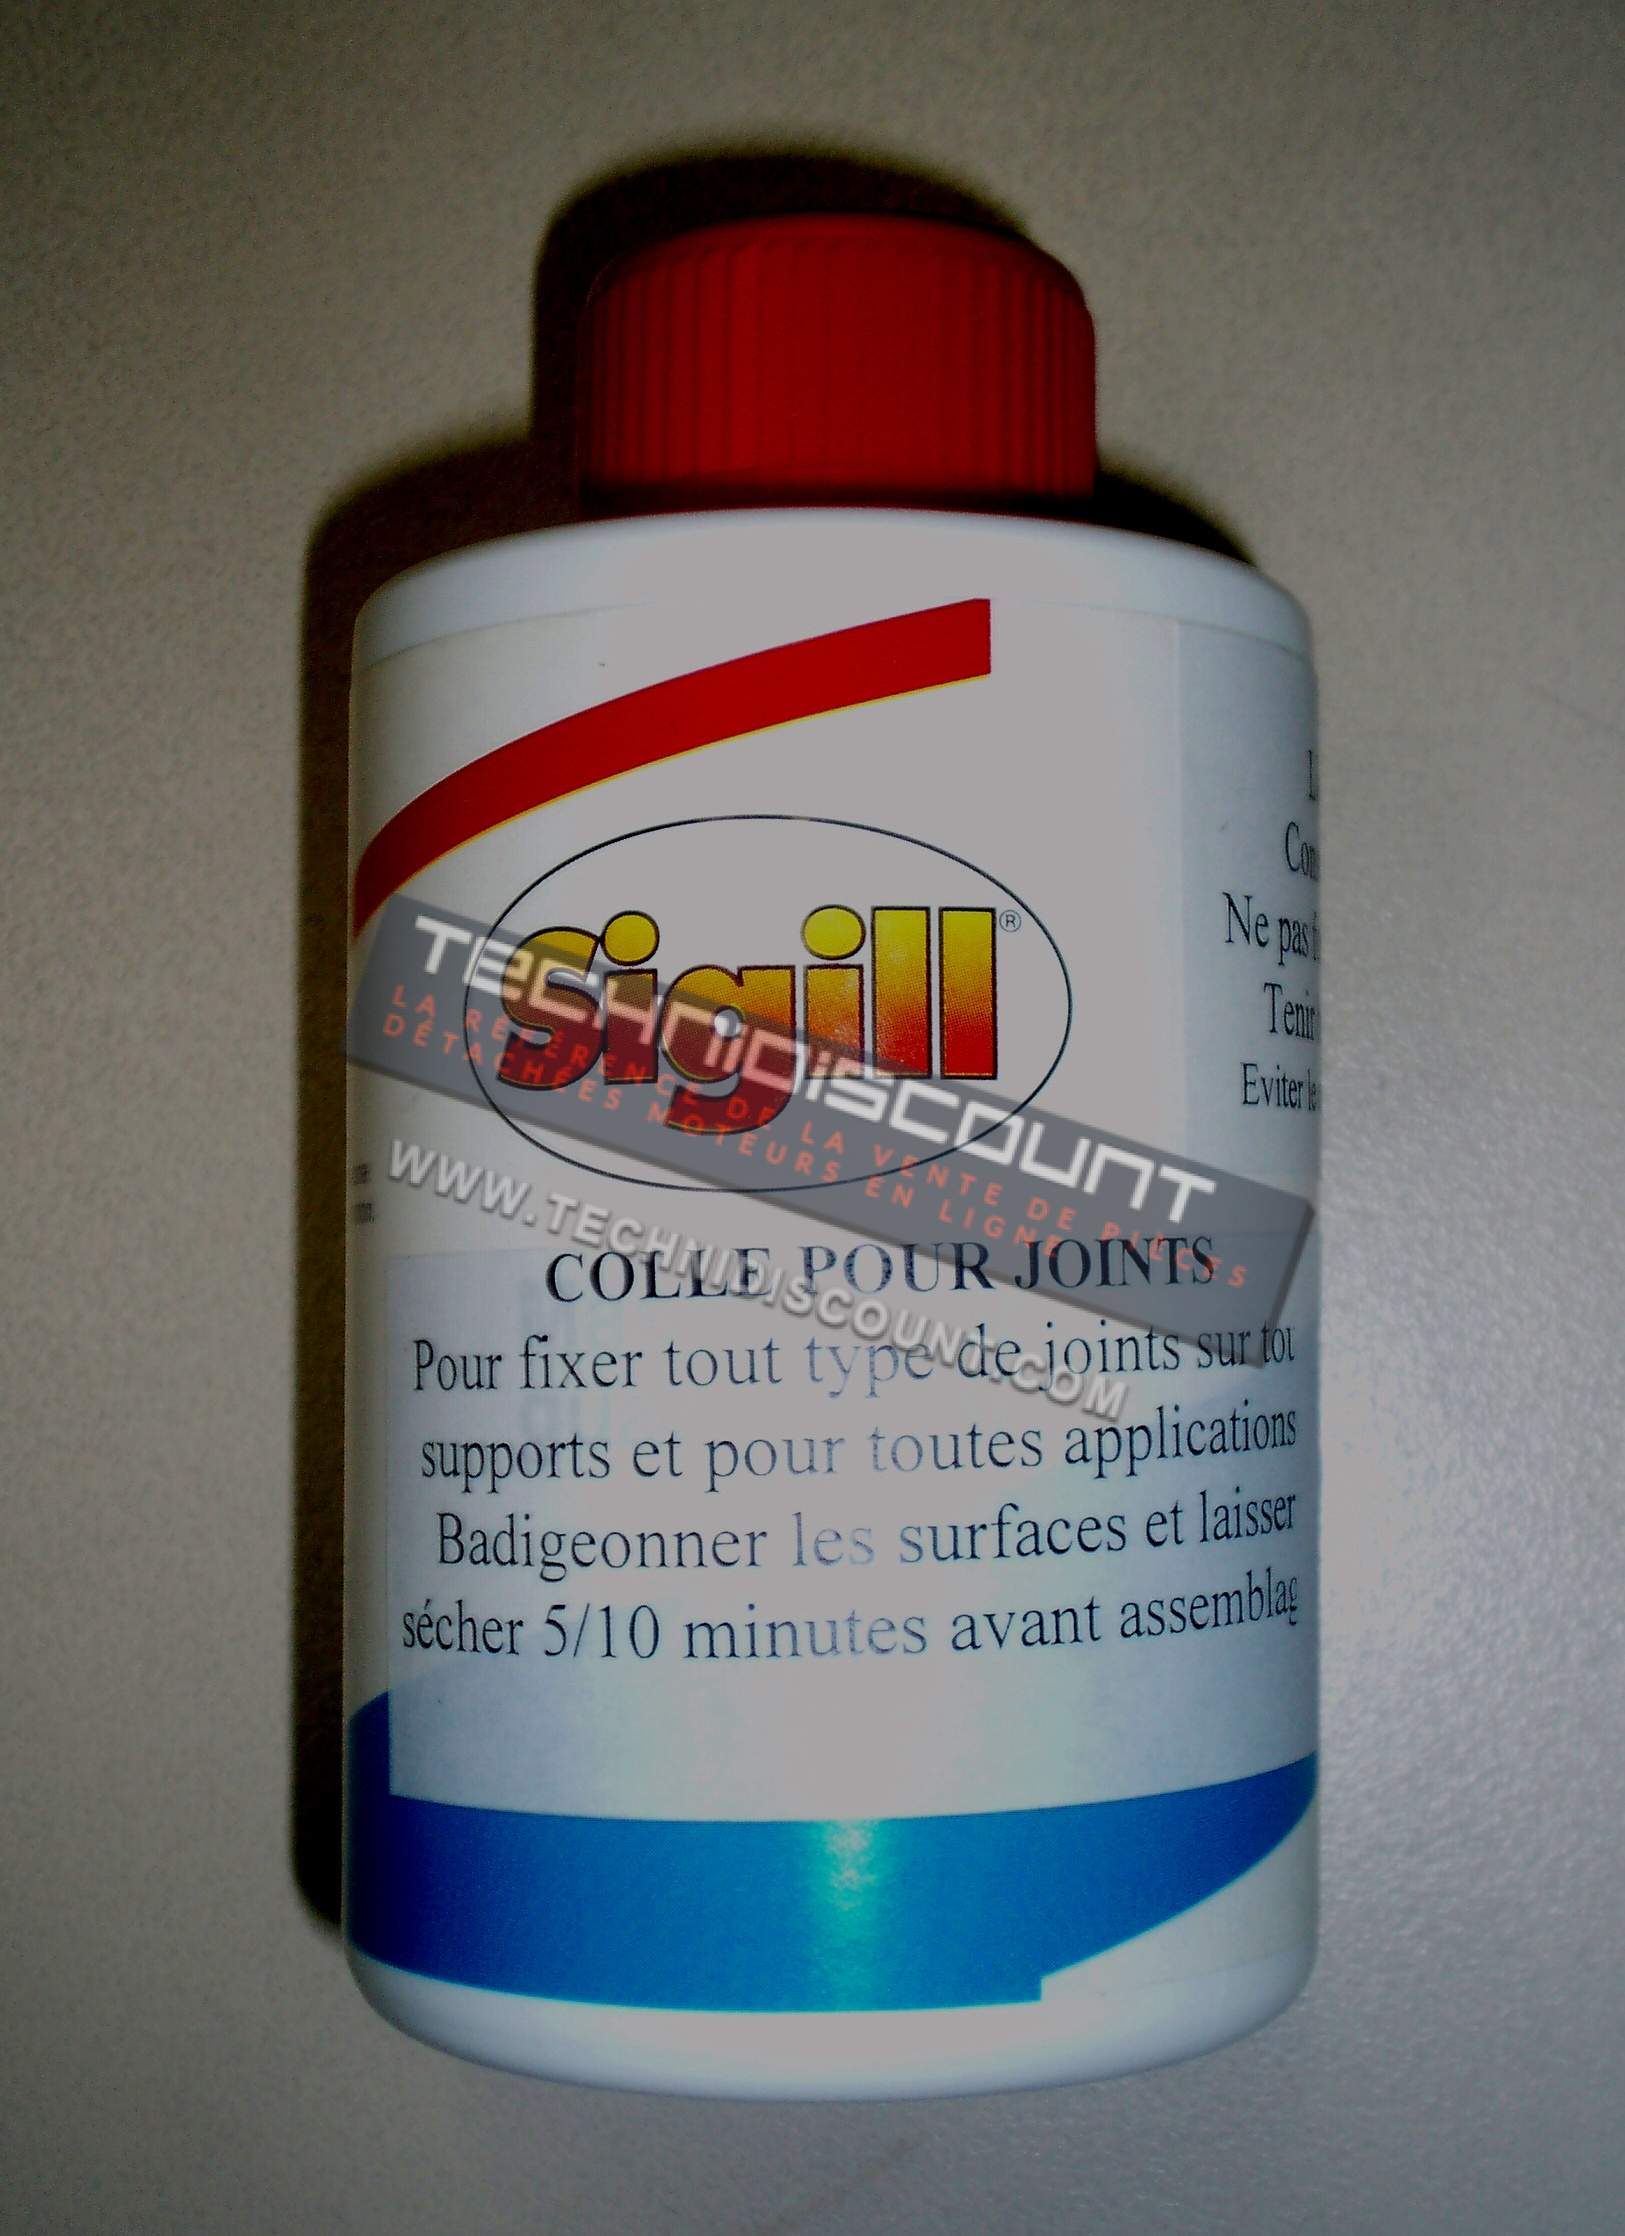 Sigill®
TECHNIDISCOUNT
LA RÉFÉRENCE DE LA VENTE DE PIÈCES
DÉTACHÉES MOTEURS EN LIGNE
WWW.TECHNIDISCOUNT.COM
COLLE POUR JOINTS
Pour fixer tout type de joints sur tou
supports et pour toutes applications
Badigeonner les surfaces et laisser
sécher 5/10 minutes avant assemblag
Ne pas
Tenir
Eviter